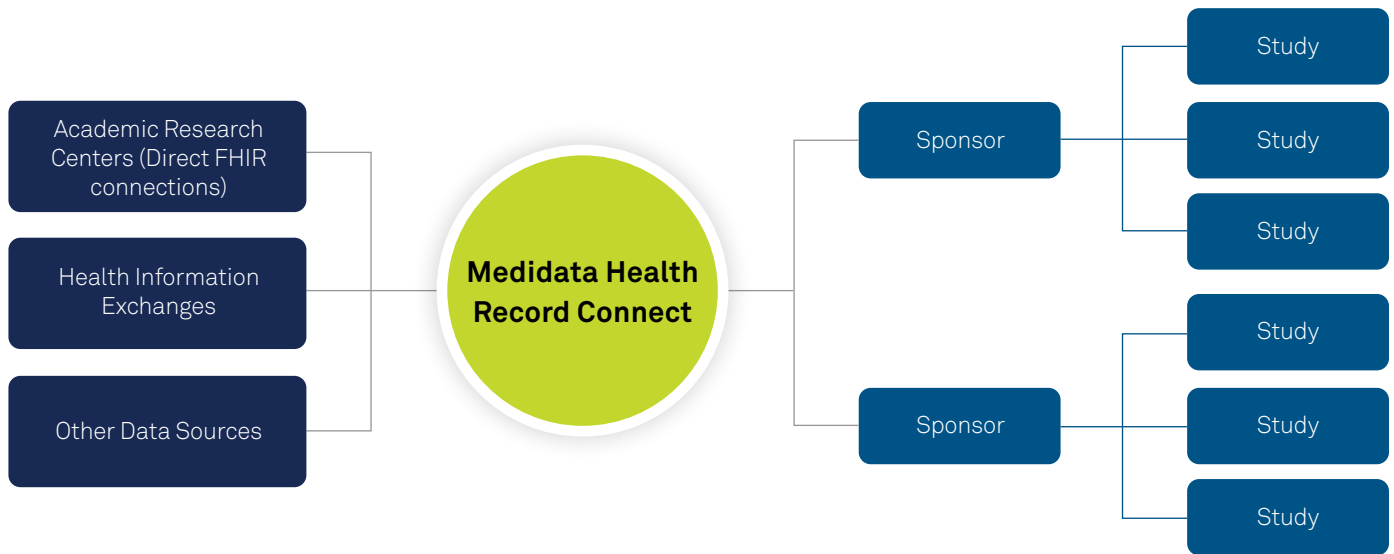 Academic Research
Centers (Direct FHIR
connections)
Health Information
Exchanges
Other Data Sources
Medidata Health
Record Connect
Sponsor
Study
Study
Study
Sponsor
Study
Study
Study